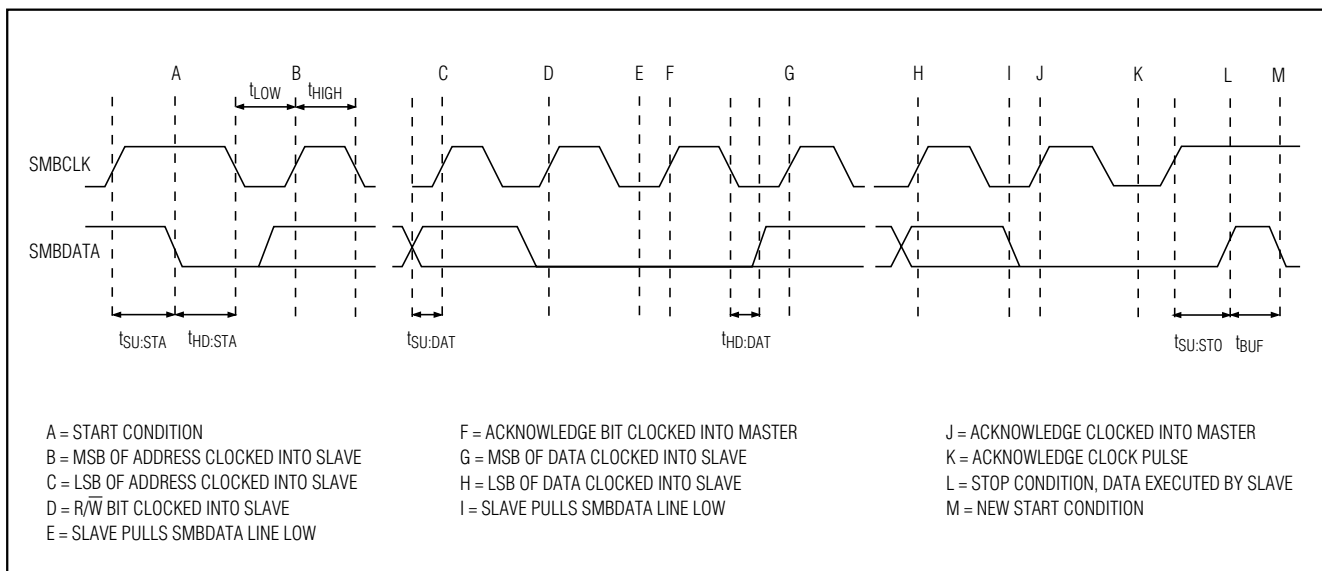 A B C D E F G H I J K L M
tLOW tHIGH
SMBCLK
SMBDATA
tSU:STA tHD:STA tSU:DAT tHD:DAT tSU:STO tBUF
A = START CONDITION
B = MSB OF ADDRESS CLOCKED INTO SLAVE
C = LSB OF ADDRESS CLOCKED INTO SLAVE
D = R/W̅ BIT CLOCKED INTO SLAVE
E = SLAVE PULLS SMBDATA LINE LOW
F = ACKNOWLEDGE BIT CLOCKED INTO MASTER
G = MSB OF DATA CLOCKED INTO SLAVE
H = LSB OF DATA CLOCKED INTO SLAVE
I = SLAVE PULLS SMBDATA LINE LOW
J = ACKNOWLEDGE CLOCKED INTO MASTER
K = ACKNOWLEDGE CLOCK PULSE
L = STOP CONDITION, DATA EXECUTED BY SLAVE
M = NEW START CONDITION